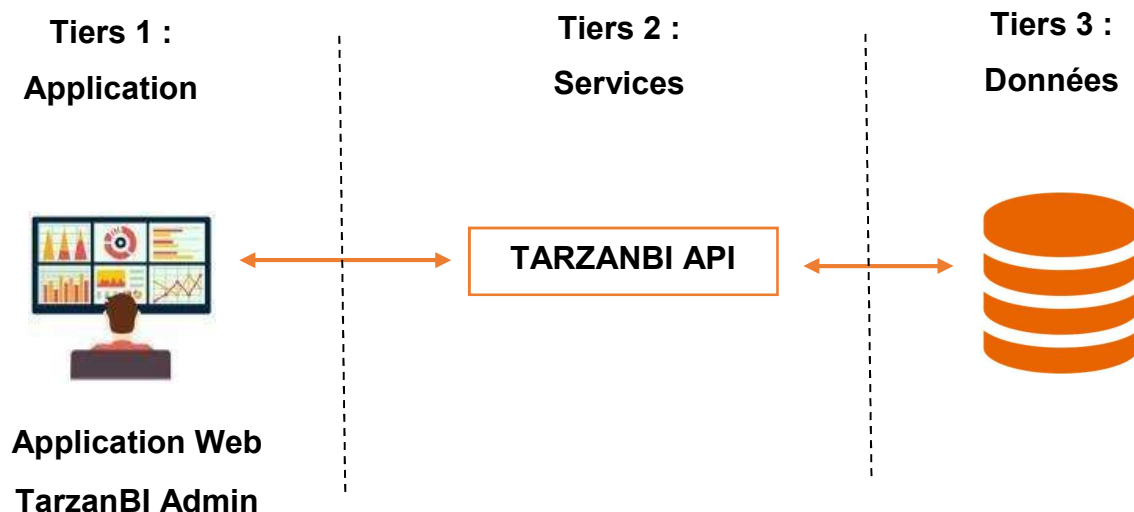 Tiers 1 :
Application
Tiers 2 :
Services
Tiers 3 :
Données
TARZANBI API
Application Web
TarzanBI Admin